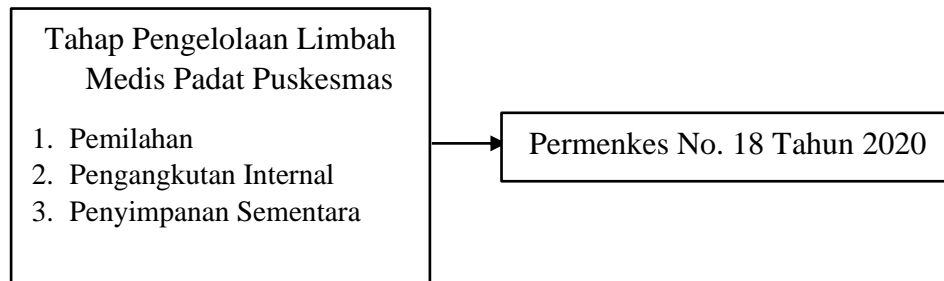 Tahap Pengelolaan Limbah
Medis Padat Puskesmas
1. Pemilahan
2. Pengangkutan Internal
3. Penyimpanan Sementara
Permenkes No. 18 Tahun 2020